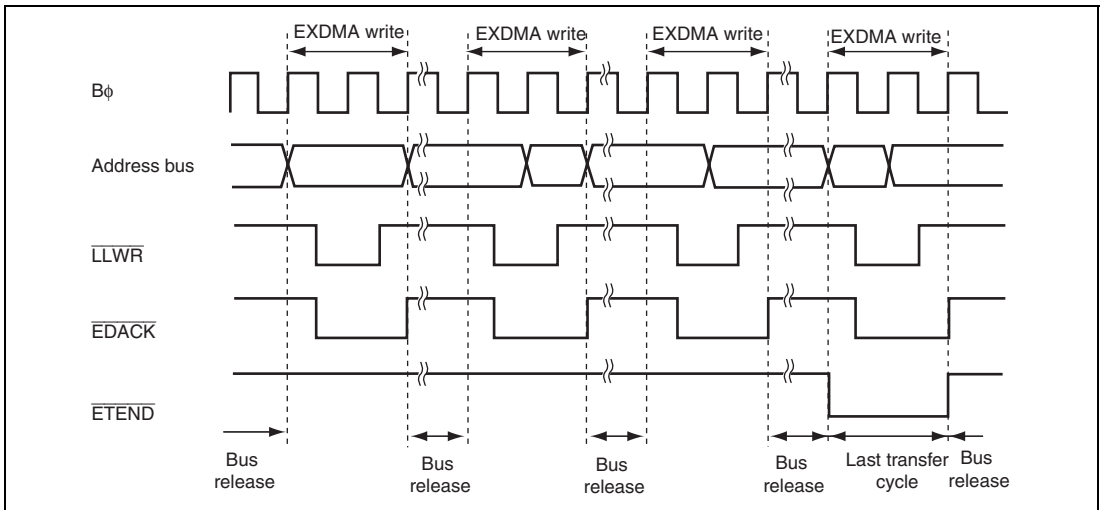 EXDMA write EXDMA write EXDMA write EXDMA write
Bϕ
Address bus
LLWR
EDACK
ETEND
Bus release
Bus release
Bus release
Bus release
Last transfer cycle
Bus release